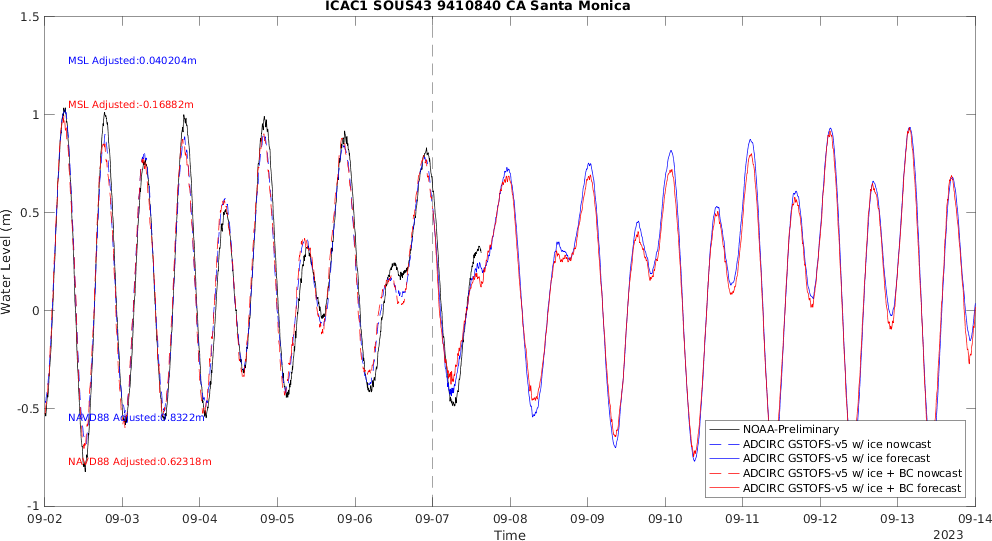 ICAC1 SOUS43 9410840 CA Santa Monica
1.5
MSL Adjusted:0.040204m
MSL Adjusted:-0.16882m
1
0.5
Water Level (m)
0
-0.5
NAVD88 Adjusted:0.8322m
NAVD88 Adjusted:0.62318m
-1
NOAA-Preliminary
ADCIRC GSTOFS-v5 w/ ice nowcast
ADCIRC GSTOFS-v5 w/ ice forecast
ADCIRC GSTOFS-v5 w/ ice + BC nowcast
ADCIRC GSTOFS-v5 w/ ice + BC forecast
09-02 09-03 09-04 09-05 09-06 09-07 09-08 09-09 09-10 09-11 09-12 09-13 09-14
Time
2023